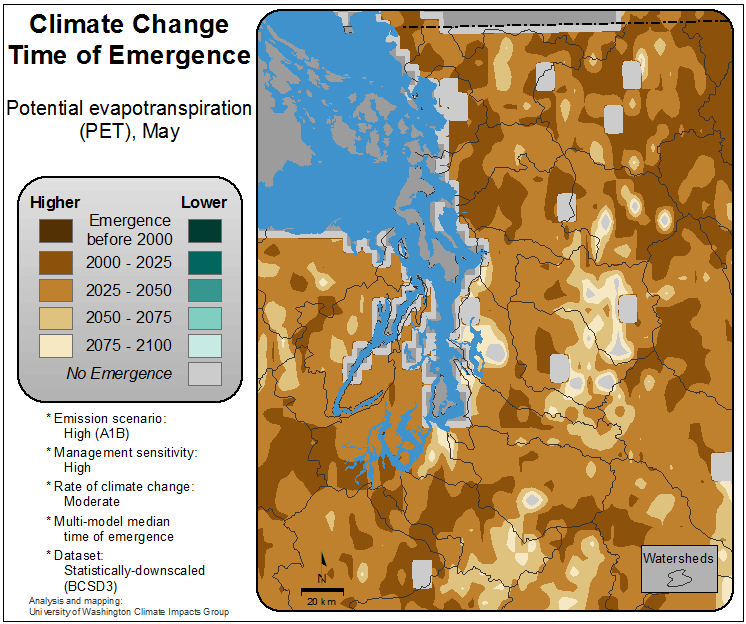 Climate Change
Time of Emergence
Potential evapotranspiration
(PET), May
Higher Lower
Emergence
before 2000
2000 - 2025
2025 - 2050
2050 - 2075
2075 - 2100
No Emergence
* Emission scenario:
High (A1B)
* Management sensitivity:
High
* Rate of climate change:
Moderate
* Multi-model median
time of emergence
* Dataset:
Statistically-downscaled
(BCSD3)
Analysis and mapping:
University of Washington Climate Impacts Group
N
20 km
Watersheds